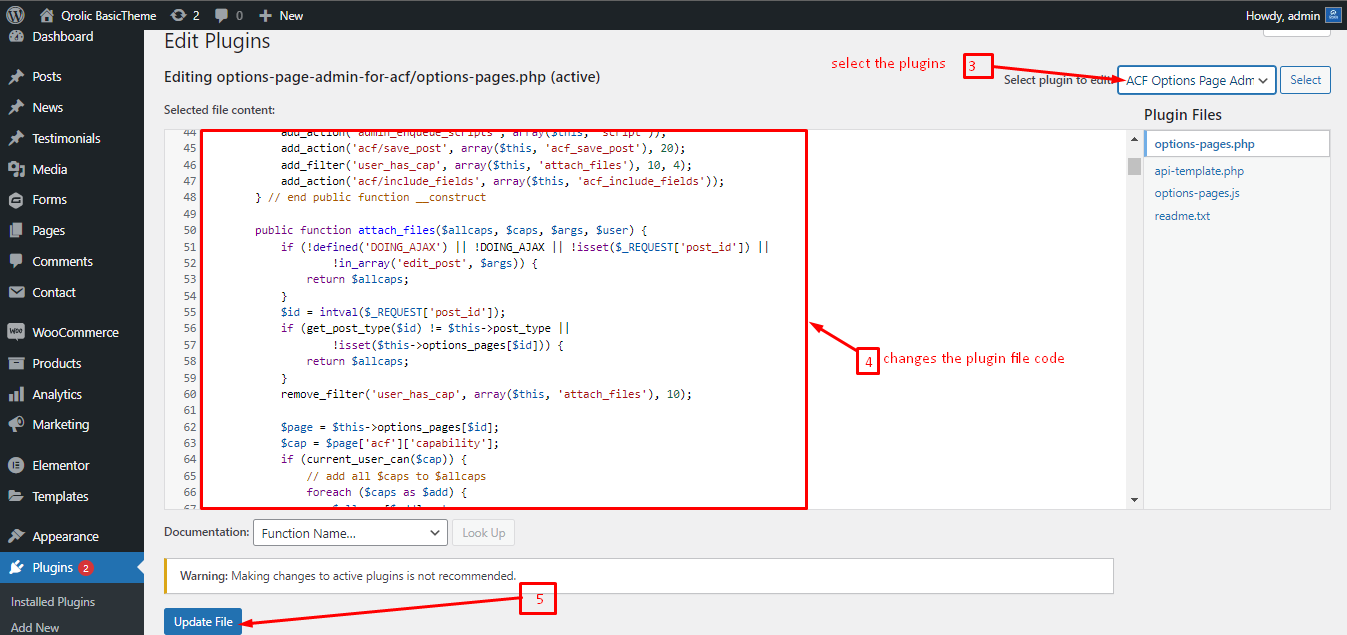 Qrolic BasicTheme 2 0 New Howdy, admin
Dashboard
Posts
News
Testimonials
Media
Forms
Pages
Comments
Contact
WooCommerce
Products
Analytics
Marketing
Elementor
Templates
Appearance
Plugins 2
Installed Plugins
Add New
Edit Plugins
Editing options-page-admin-for-acf/options-pages.php (active)
select the plugins 3
Select plugin to edit: ACF Options Page Adm Select
Selected file content:
44 add_action('admin_enqueue_scripts', array($this, 'script'));
45 add_action('acf/save_post', array($this, 'acf_save_post'), 20);
46 add_filter('user_has_cap', array($this, 'attach_files'), 10, 4);
47 add_action('acf/include_fields', array($this, 'acf_include_fields'));
48 } // end public function __construct
49
50 public function attach_files($allcaps, $caps, $args, $user) {
51 if (!defined('DOING_AJAX') || !DOING_AJAX || !isset($_REQUEST['post_id']) ||
52 !in_array('edit_post', $args)) {
53 return $allcaps;
54 }
55 $id = intval($_REQUEST['post_id']);
56 if (get_post_type($id) != $this->post_type ||
57 !isset($this->options_pages[$id])) {
58 return $allcaps;
59 }
60 remove_filter('user_has_cap', array($this, 'attach_files'), 10);
61
62 $page = $this->options_pages[$id];
63 $cap = $page['acf']['capability'];
64 if (current_user_can($cap)) {
65 // add all $caps to $allcaps
66 foreach ($caps as $add) {
67
4 changes the plugin file code
Plugin Files
options-pages.php
api-template.php
options-pages.js
readme.txt
Documentation: Function Name... Look Up
Warning: Making changes to active plugins is not recommended.
5
Update File